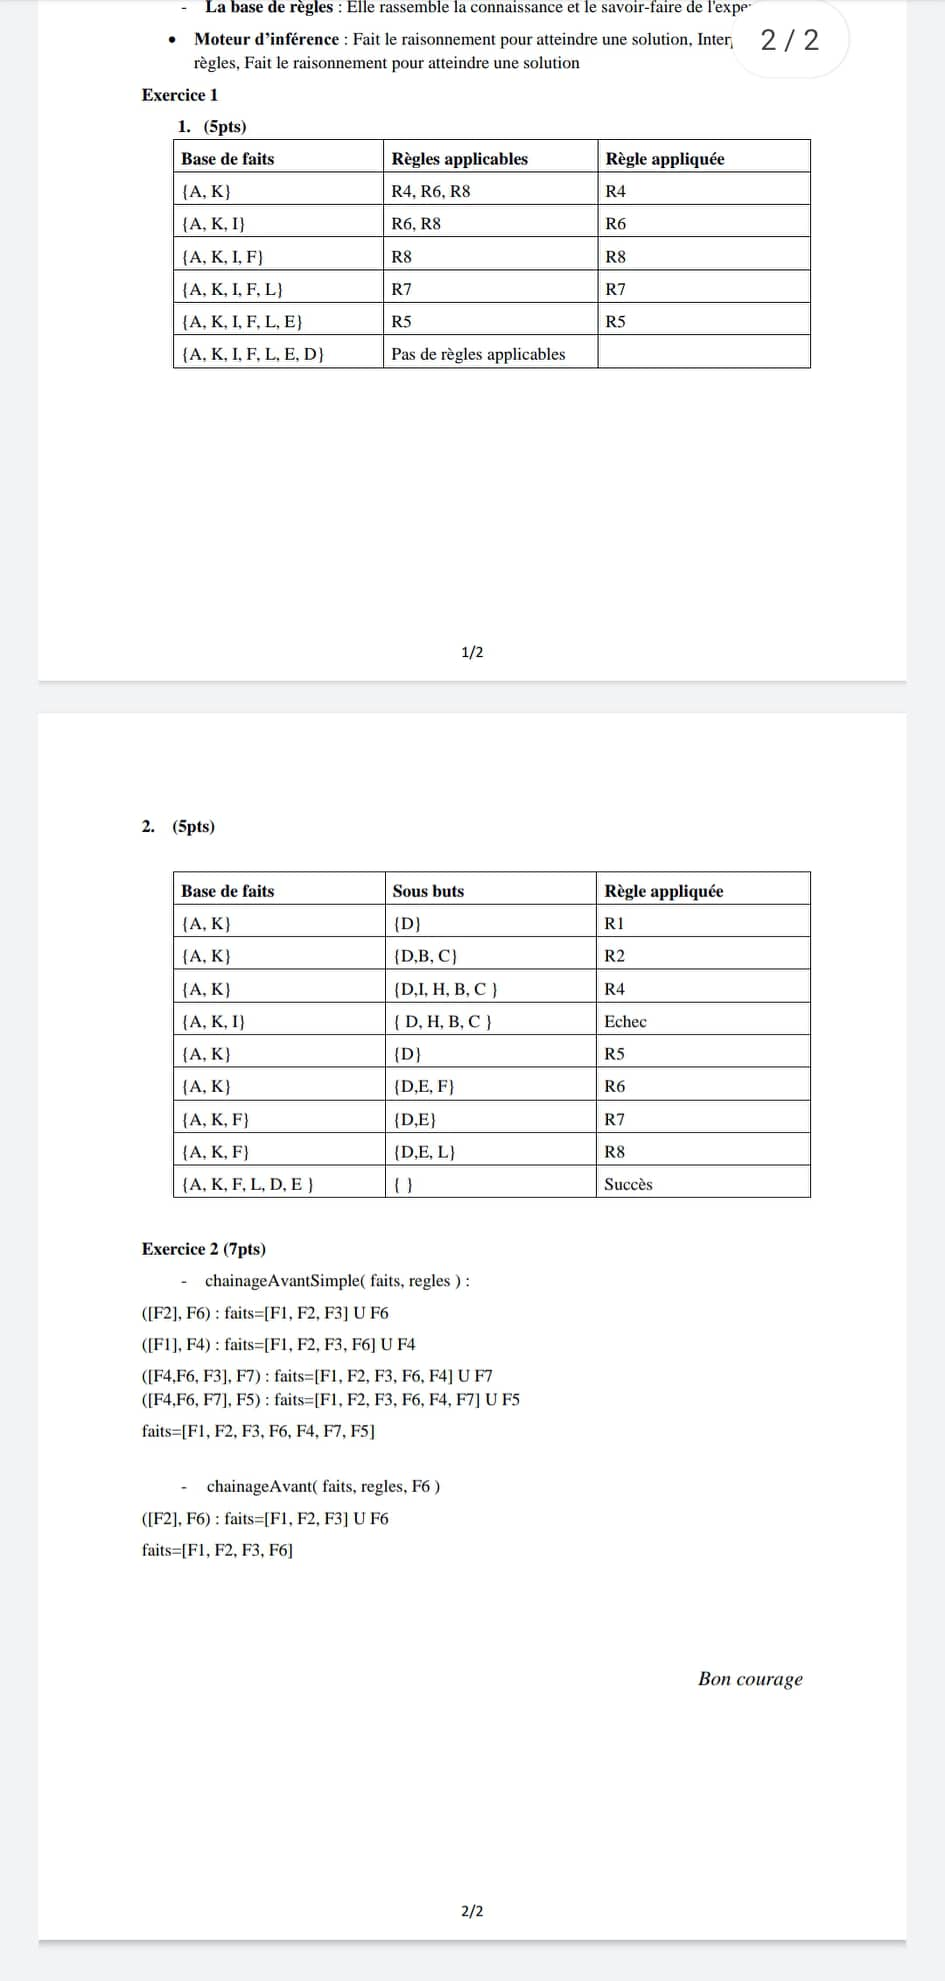 - La base de règles : Elle rassemble la connaissance et le savoir-faire de l'expe
• Moteur d’inférence : Fait le raisonnement pour atteindre une solution, Inter
2 / 2
règles, Fait le raisonnement pour atteindre une solution
Exercice 1
1. (5pts)
Base de faits Règles applicables Règle appliquée
{A, K} R4, R6, R8 R4
{A, K, I} R6, R8 R6
{A, K, I, F} R8 R8
{A, K, I, F, L} R7 R7
{A, K, I, F, L, E} R5 R5
{A, K, I, F, L, E, D} Pas de règles applicables
1/2
2. (5pts)
Base de faits Sous buts Règle appliquée
{A, K} {D} R1
{A, K} {D,B, C} R2
{A, K} {D,I, H, B, C } R4
{A, K, I} { D, H, B, C } Echec
{A, K} {D} R5
{A, K} {D,E, F} R6
{A, K, F} {D,E} R7
{A, K, F} {D,E, L} R8
{A, K, F, L, D, E } { } Succès
Exercice 2 (7pts)
- chainageAvantSimple( faits, regles ) :
([F2], F6) : faits=[F1, F2, F3] U F6
([F1], F4) : faits=[F1, F2, F3, F6] U F4
([F4,F6, F3], F7) : faits=[F1, F2, F3, F6, F4] U F7
([F4,F6, F7], F5) : faits=[F1, F2, F3, F6, F4, F7] U F5
faits=[F1, F2, F3, F6, F4, F7, F5]
- chainageAvant( faits, regles, F6 )
([F2], F6) : faits=[F1, F2, F3] U F6
faits=[F1, F2, F3, F6]
Bon courage
2/2